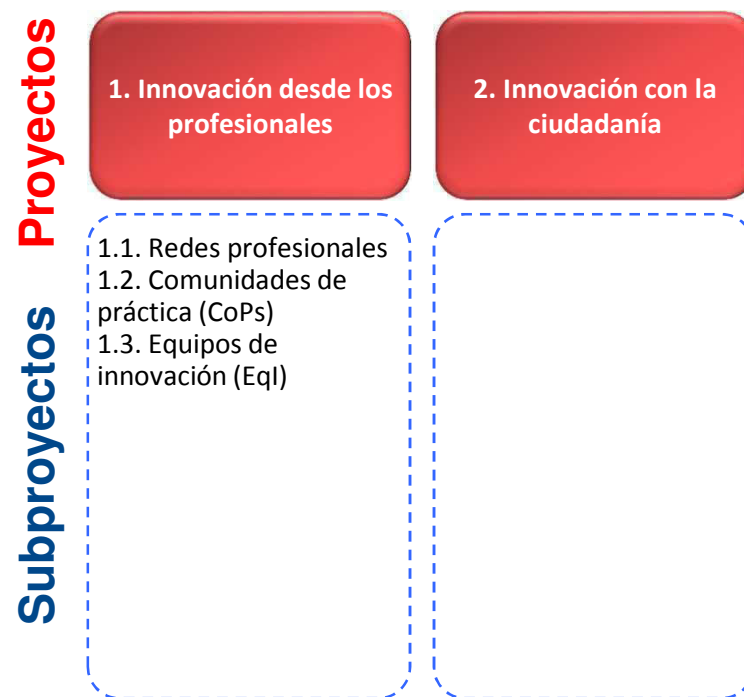 Proyectos
1. Innovación desde los
profesionales
2. Innovación con la
ciudadanía
Subproyectos
1.1. Redes profesionales
1.2. Comunidades de
práctica (CoPs)
1.3. Equipos de
innovación (EqI)